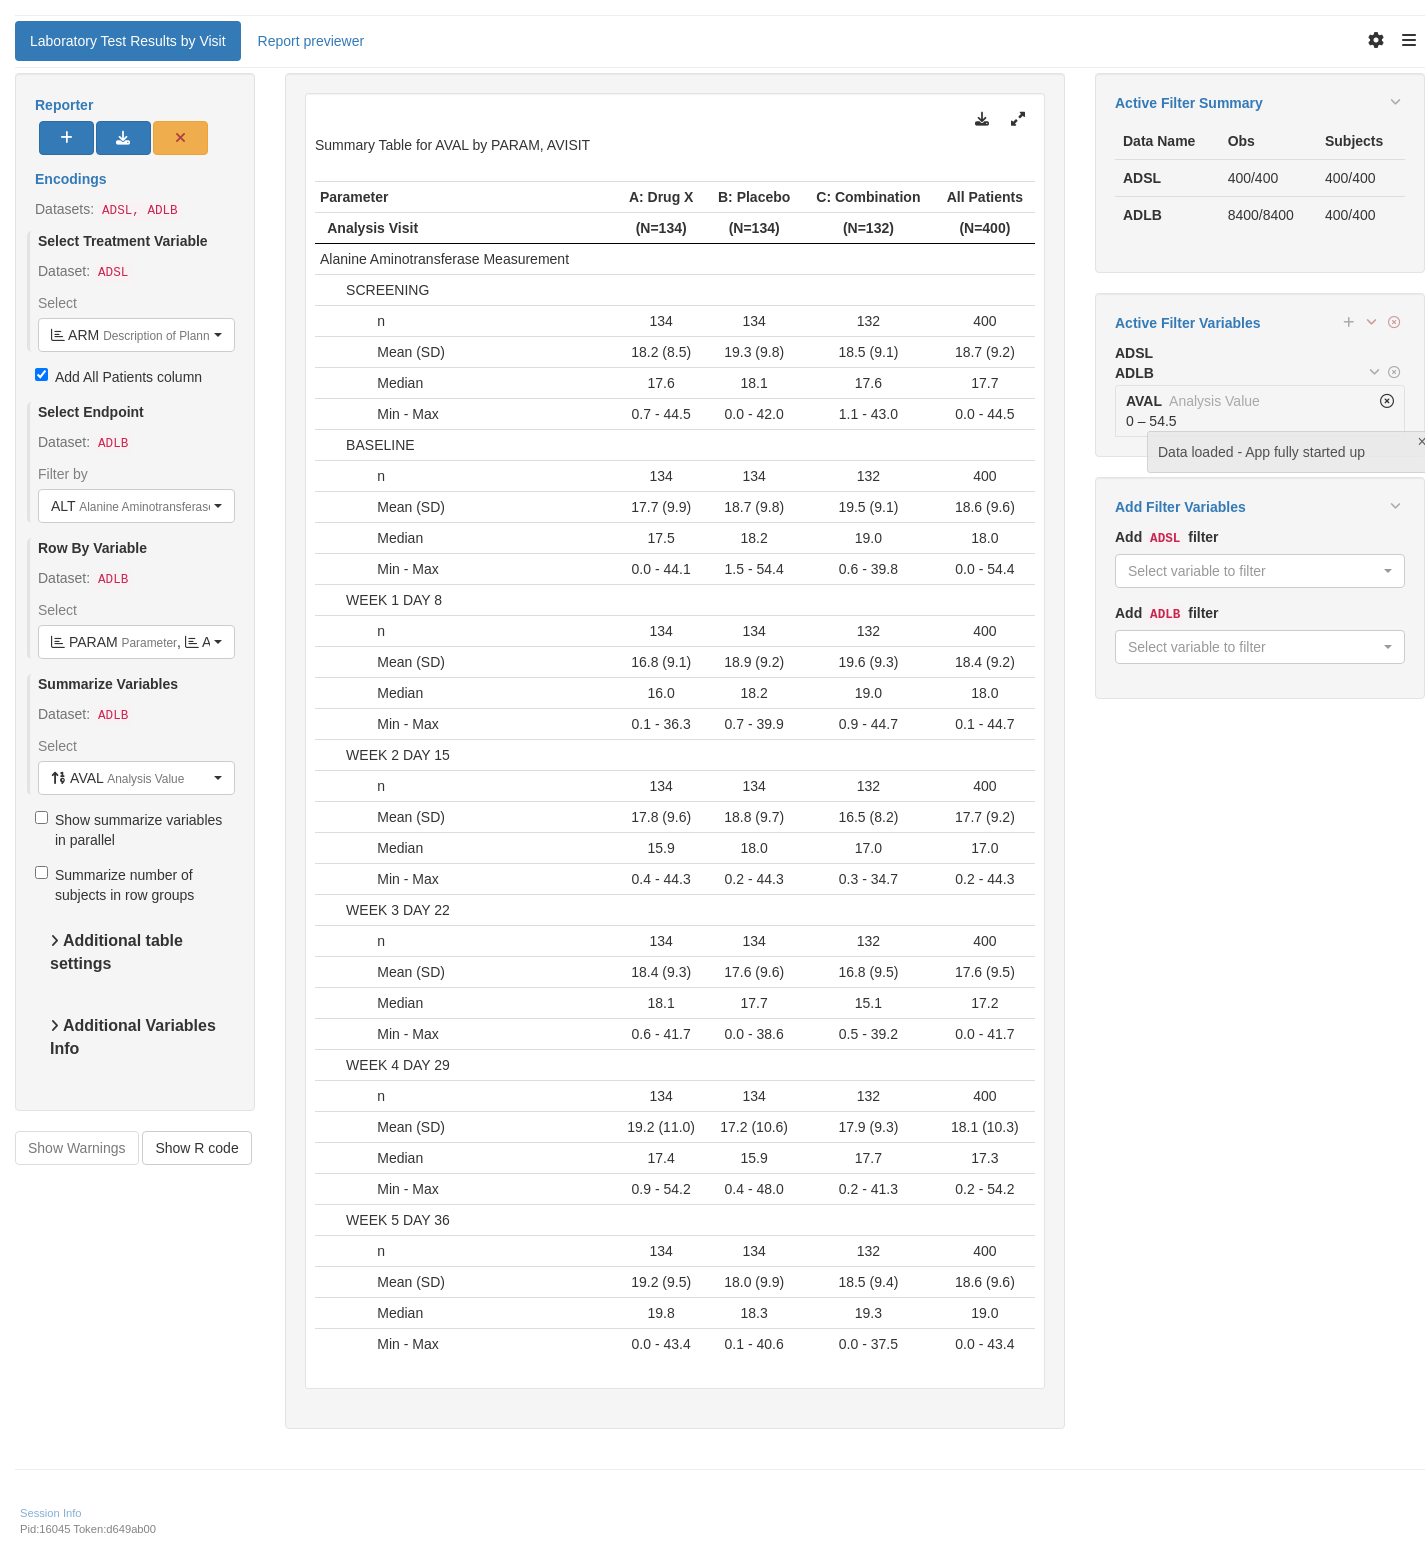 Laboratory Test Results by Visit
Report previewer
Reporter
Encodings
Datasets: ADSL, ADLB
Select Treatment Variable
Dataset: ADSL
Select
ARM Description of Plann
Add All Patients column
Select Endpoint
Dataset: ADLB
Filter by
ALT Alanine Aminotransferase
Row By Variable
Dataset: ADLB
Select
PARAM Parameter, A
Summarize Variables
Dataset: ADLB
Select
AVAL Analysis Value
Show summarize variables
in parallel
Summarize number of
subjects in row groups
Additional table
settings
Additional Variables
Info
Show Warnings
Show R code
Summary Table for AVAL by PARAM, AVISIT
Parameter A: Drug X B: Placebo C: Combination All Patients
Analysis Visit (N=134) (N=134) (N=132) (N=400)
Alanine Aminotransferase Measurement
SCREENING
n 134 134 132 400
Mean (SD) 18.2 (8.5) 19.3 (9.8) 18.5 (9.1) 18.7 (9.2)
Median 17.6 18.1 17.6 17.7
Min - Max 0.7 - 44.5 0.0 - 42.0 1.1 - 43.0 0.0 - 44.5
BASELINE
n 134 134 132 400
Mean (SD) 17.7 (9.9) 18.7 (9.8) 19.5 (9.1) 18.6 (9.6)
Median 17.5 18.2 19.0 18.0
Min - Max 0.0 - 44.1 1.5 - 54.4 0.6 - 39.8 0.0 - 54.4
WEEK 1 DAY 8
n 134 134 132 400
Mean (SD) 16.8 (9.1) 18.9 (9.2) 19.6 (9.3) 18.4 (9.2)
Median 16.0 18.2 19.0 18.0
Min - Max 0.1 - 36.3 0.7 - 39.9 0.9 - 44.7 0.1 - 44.7
WEEK 2 DAY 15
n 134 134 132 400
Mean (SD) 17.8 (9.6) 18.8 (9.7) 16.5 (8.2) 17.7 (9.2)
Median 15.9 18.0 17.0 17.0
Min - Max 0.4 - 44.3 0.2 - 44.3 0.3 - 34.7 0.2 - 44.3
WEEK 3 DAY 22
n 134 134 132 400
Mean (SD) 18.4 (9.3) 17.6 (9.6) 16.8 (9.5) 17.6 (9.5)
Median 18.1 17.7 15.1 17.2
Min - Max 0.6 - 41.7 0.0 - 38.6 0.5 - 39.2 0.0 - 41.7
WEEK 4 DAY 29
n 134 134 132 400
Mean (SD) 19.2 (11.0) 17.2 (10.6) 17.9 (9.3) 18.1 (10.3)
Median 17.4 15.9 17.7 17.3
Min - Max 0.9 - 54.2 0.4 - 48.0 0.2 - 41.3 0.2 - 54.2
WEEK 5 DAY 36
n 134 134 132 400
Mean (SD) 19.2 (9.5) 18.0 (9.9) 18.5 (9.4) 18.6 (9.6)
Median 19.8 18.3 19.3 19.0
Min - Max 0.0 - 43.4 0.1 - 40.6 0.0 - 37.5 0.0 - 43.4
Active Filter Summary
Data Name Obs Subjects
ADSL 400/400 400/400
ADLB 8400/8400 400/400
Active Filter Variables
ADSL
ADLB
AVAL Analysis Value
0 – 54.5
Data loaded - App fully started up
Add Filter Variables
Add ADSL filter
Select variable to filter
Add ADLB filter
Select variable to filter
Session Info
Pid:16045 Token:d649ab00